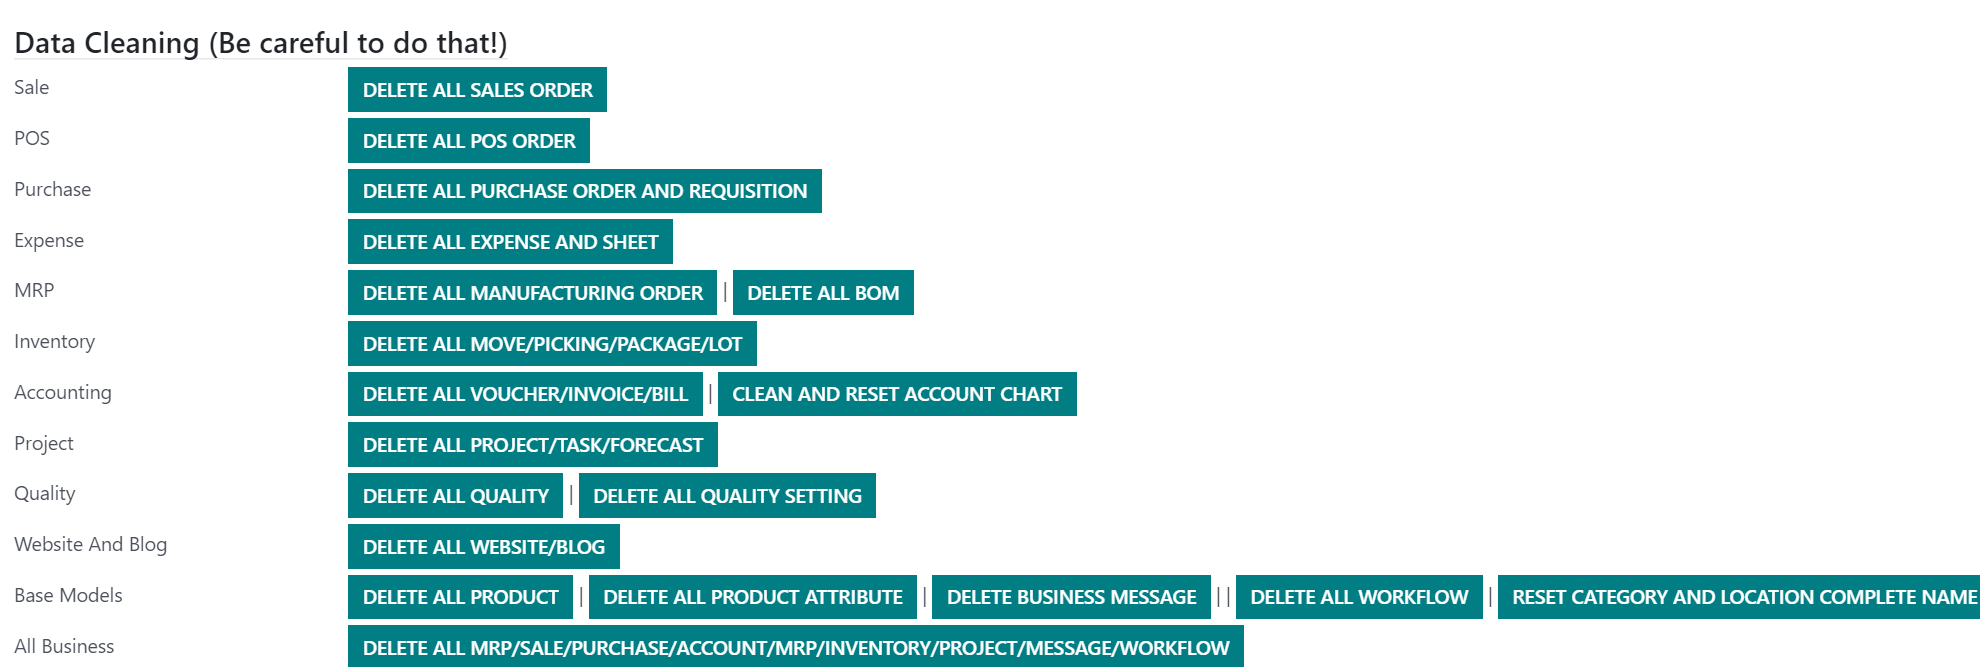 Data Cleaning (Be careful to do that!)
Sale DELETE ALL SALES ORDER
POS DELETE ALL POS ORDER
Purchase DELETE ALL PURCHASE ORDER AND REQUISITION
Expense DELETE ALL EXPENSE AND SHEET
MRP DELETE ALL MANUFACTURING ORDER | DELETE ALL BOM
Inventory DELETE ALL MOVE/PICKING/PACKAGE/LOT
Accounting DELETE ALL VOUCHER/INVOICE/BILL | CLEAN AND RESET ACCOUNT CHART
Project DELETE ALL PROJECT/TASK/FORECAST
Quality DELETE ALL QUALITY | DELETE ALL QUALITY SETTING
Website And Blog DELETE ALL WEBSITE/BLOG
Base Models DELETE ALL PRODUCT | DELETE ALL PRODUCT ATTRIBUTE | DELETE BUSINESS MESSAGE | | DELETE ALL WORKFLOW | RESET CATEGORY AND LOCATION COMPLETE NAME
All Business DELETE ALL MRP/SALE/PURCHASE/ACCOUNT/MRP/INVENTORY/PROJECT/MESSAGE/WORKFLOW